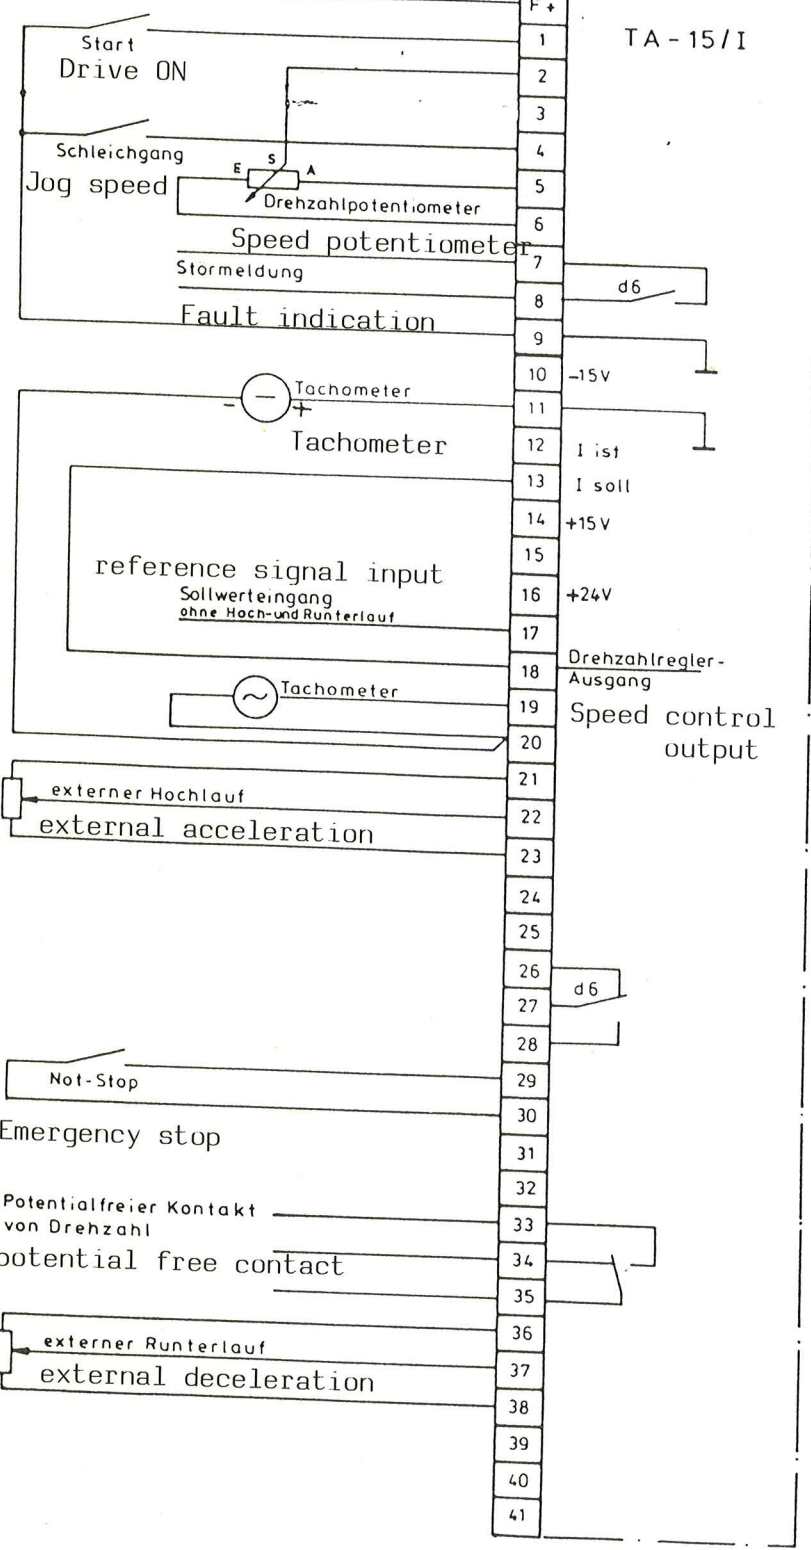 F +
TA - 15/I
1
Start
Drive ON
2
3
4
Schleichgang
E
S
A
Jog speed
5
Drehzahlpotentiometer
6
Speed potentiometer
7
Stormeldung
d6
8
Fault indication
9
10
-15V
Tachometer
-
+
11
Tachometer
12
I ist
13
I soll
14
+15V
15
reference signal input
Sollwerteingang
16
+24V
ohne Hoch-und Runterlauf
17
18
Drehzahlregler-
Ausgang
Tachometer
19
Speed control
output
20
21
externer Hochlauf
22
external acceleration
23
24
25
26
d6
27
28
29
Not-Stop
30
Emergency stop
31
32
Potentialfreier Kontakt
von Drehzahl
33
potential free contact
34
35
36
externer Runterlauf
37
external deceleration
38
39
40
41